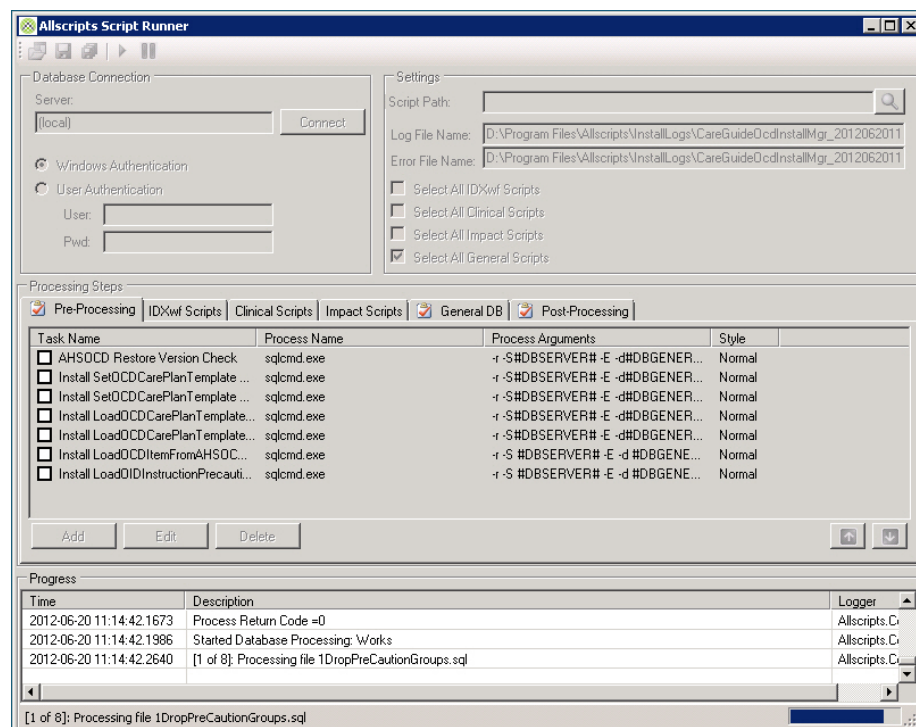 Allscripts Script Runner
Database Connection
Server:
(local)
Connect
Windows Authentication
User Authentication
User:
Pwd:
Settings
Script Path:
Log File Name: D:\Program Files\Allscripts\InstallLogs\CareGuideOcdInstallMgr_2012062011
Error File Name: D:\Program Files\Allscripts\InstallLogs\CareGuideOcdInstallMgr_2012062011
Select All IDXwf Scripts
Select All Clinical Scripts
Select All Impact Scripts
Select All General Scripts
Processing Steps
Pre-Processing IDXwf Scripts Clinical Scripts Impact Scripts General DB Post-Processing
Task Name Process Name Process Arguments Style
AHSOCD Restore Version Check sqlcmd.exe -r -S#DBSERVER# -E -d#DBGENER... Normal
Install SetOCDCarePlanTemplate ... sqlcmd.exe -r -S#DBSERVER# -E -d#DBGENER... Normal
Install SetOCDCarePlanTemplate ... sqlcmd.exe -r -S#DBSERVER# -E -d#DBGENER... Normal
Install LoadOCDCarePlanTemplate... sqlcmd.exe -r -S#DBSERVER# -E -d#DBGENER... Normal
Install LoadOCDCarePlanTemplate... sqlcmd.exe -r -S#DBSERVER# -E -d#DBGENER... Normal
Install LoadOCDItemFromAHSOC... sqlcmd.exe -r -S #DBSERVER# -E -d #DBGENE... Normal
Install LoadOIDInstructionPrecauti... sqlcmd.exe -r -S #DBSERVER# -E -d #DBGENE... Normal
Add Edit Delete
Progress
Time Description Logger
2012-06-20 11:14:42.1673 Process Return Code =0 Allscripts.Co
2012-06-20 11:14:42.1986 Started Database Processing: Works Allscripts.Co
2012-06-20 11:14:42.2640 [1 of 8]: Processing file 1DropPreCautionGroups.sql Allscripts.Co
[1 of 8]: Processing file 1DropPreCautionGroups.sql